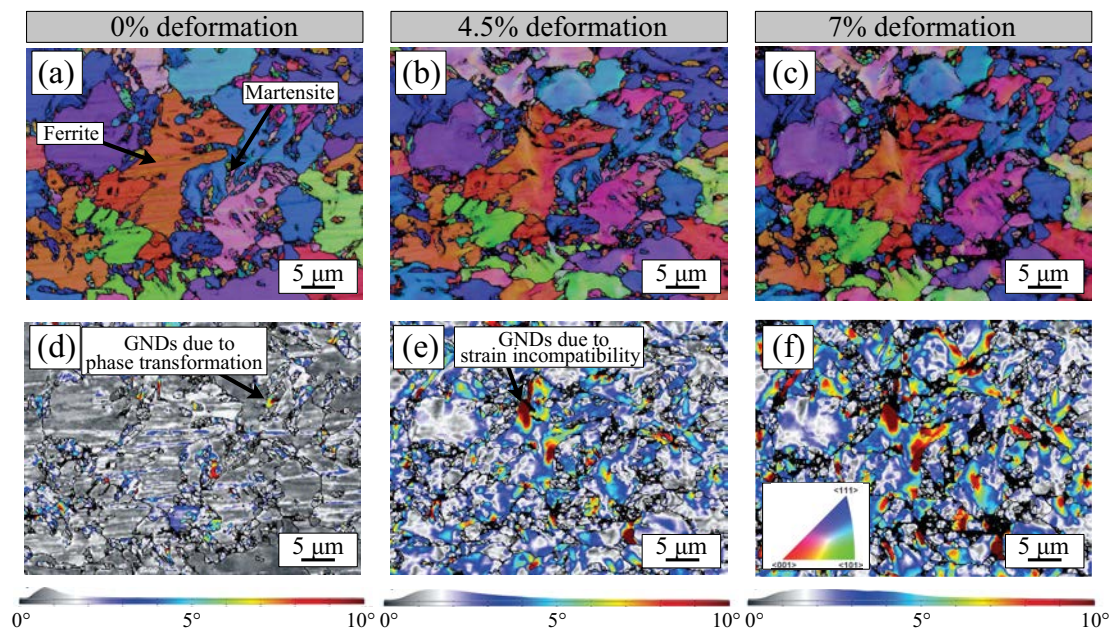 0% deformation
4.5% deformation
7% deformation
(a)
Martensite
Ferrite
5 µm
(b)
5 µm
(c)
5 µm
(d)
GNDs due to
phase transformation
5 µm
(e)
GNDs due to
strain incompatibility
5 µm
(f)
<111>
<001>
<101>
5 µm
0°
5°
10°
0°
5°
10°
0°
5°
10°